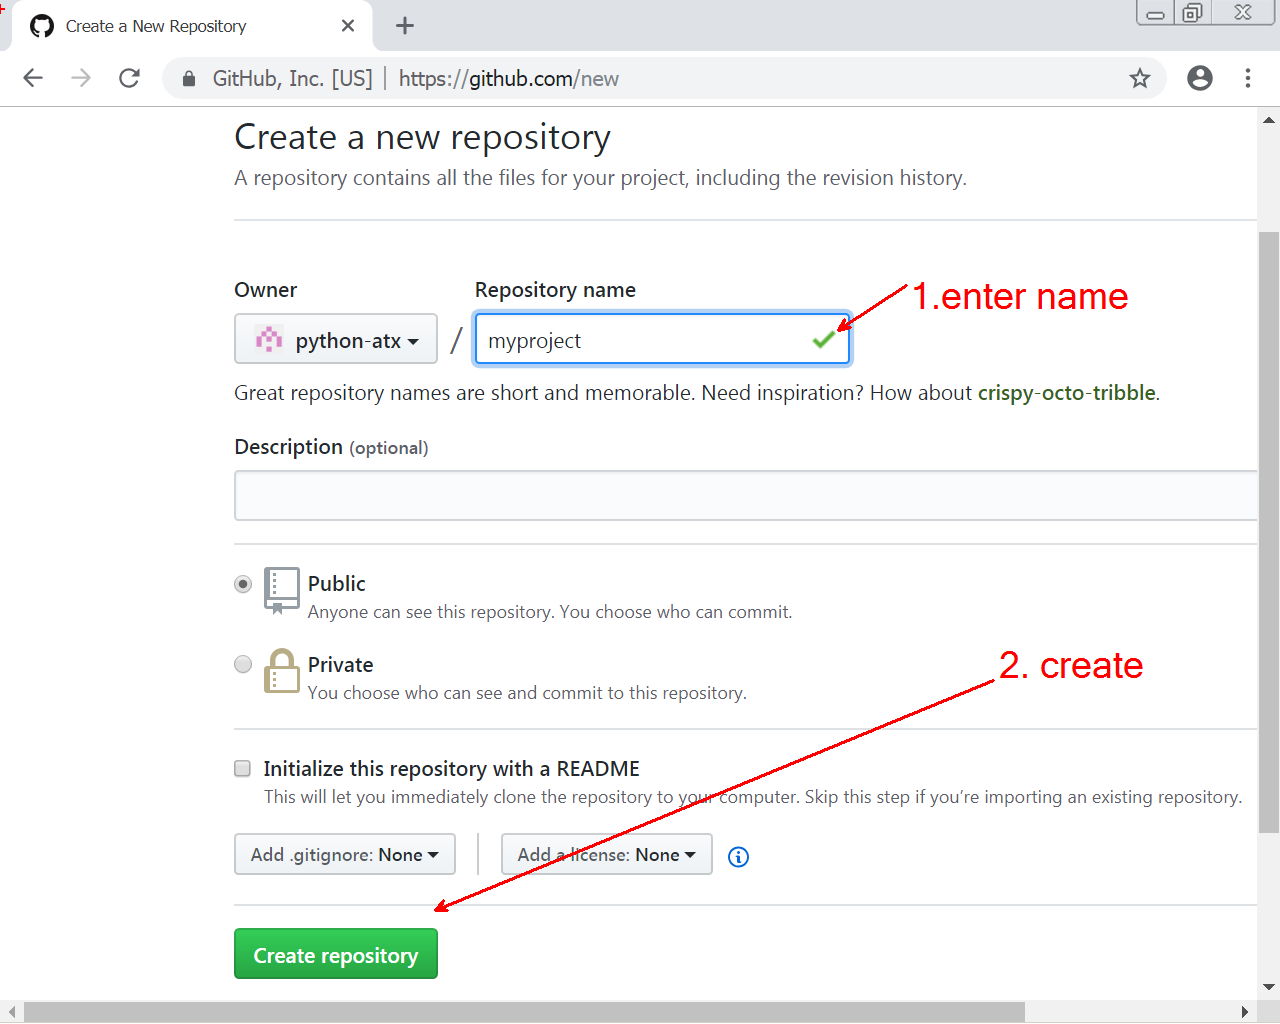 Create a New Repository
GitHub, Inc. [US] | https://github.com/new
Create a new repository
A repository contains all the files for your project, including the revision history.
Owner
Repository name
1.enter name
python-atx / myproject
Great repository names are short and memorable. Need inspiration? How about crispy-octo-tribble.
Description (optional)
Public
Anyone can see this repository. You choose who can commit.
Private
You choose who can see and commit to this repository.
2. create
Initialize this repository with a README
This will let you immediately clone the repository to your computer. Skip this step if you’re importing an existing repository.
Add .gitignore: None
Add a license: None
Create repository